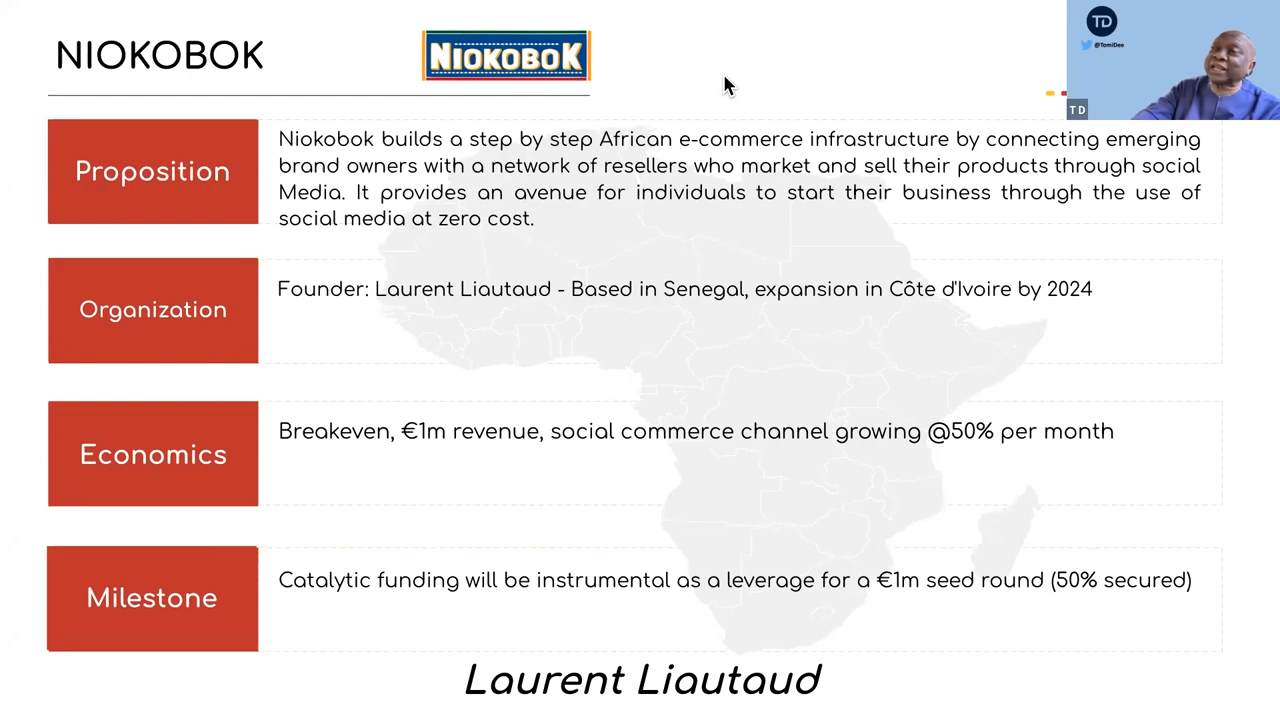 NIOKOBOK
NIOKOBOK
TD
@TomiDee
TD
Proposition
Niokobok builds a step by step African e-commerce infrastructure by connecting emerging
brand owners with a network of resellers who market and sell their products through social
Media. It provides an avenue for individuals to start their business through the use of
social media at zero cost.
Organization
Founder: Laurent Liautaud - Based in Senegal, expansion in Côte d'Ivoire by 2024
Economics
Breakeven, €1m revenue, social commerce channel growing @50% per month
Milestone
Catalytic funding will be instrumental as a leverage for a €1m seed round (50% secured)
Laurent Liautaud